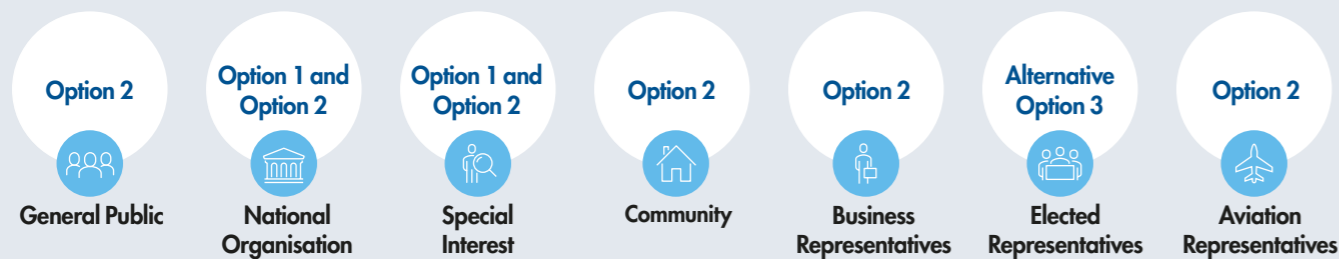 Option 2
General Public
Option 1 and
Option 2
National
Organisation
Option 1 and
Option 2
Special
Interest
Option 2
Community
Option 2
Business
Representatives
Alternative
Option 3
Elected
Representatives
Option 2
Aviation
Representatives